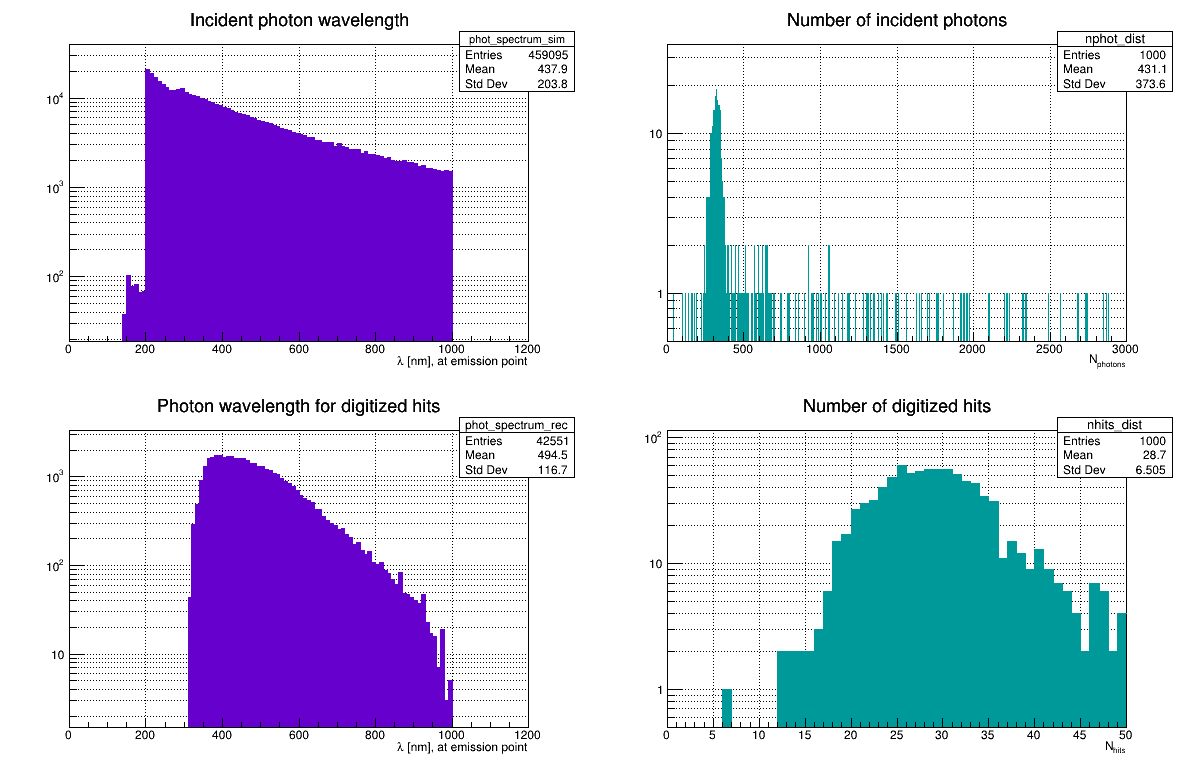 Incident photon wavelength
phot_spectrum_sim
Entries 459095
Mean 437.9
Std Dev 203.8
10^4
10^3
10^2
0 200 400 600 800 1000 1200
λ [nm], at emission point
Number of incident photons
nphot_dist
Entries 1000
Mean 431.1
Std Dev 373.6
10
1
0 500 1000 1500 2000 2500 3000
N_photons
Photon wavelength for digitized hits
phot_spectrum_rec
Entries 42551
Mean 494.5
Std Dev 116.7
10^3
10^2
10
0 200 400 600 800 1000 1200
λ [nm], at emission point
Number of digitized hits
nhits_dist
Entries 1000
Mean 28.7
Std Dev 6.505
10^2
10
1
0 5 10 15 20 25 30 35 40 45 50
N_hits